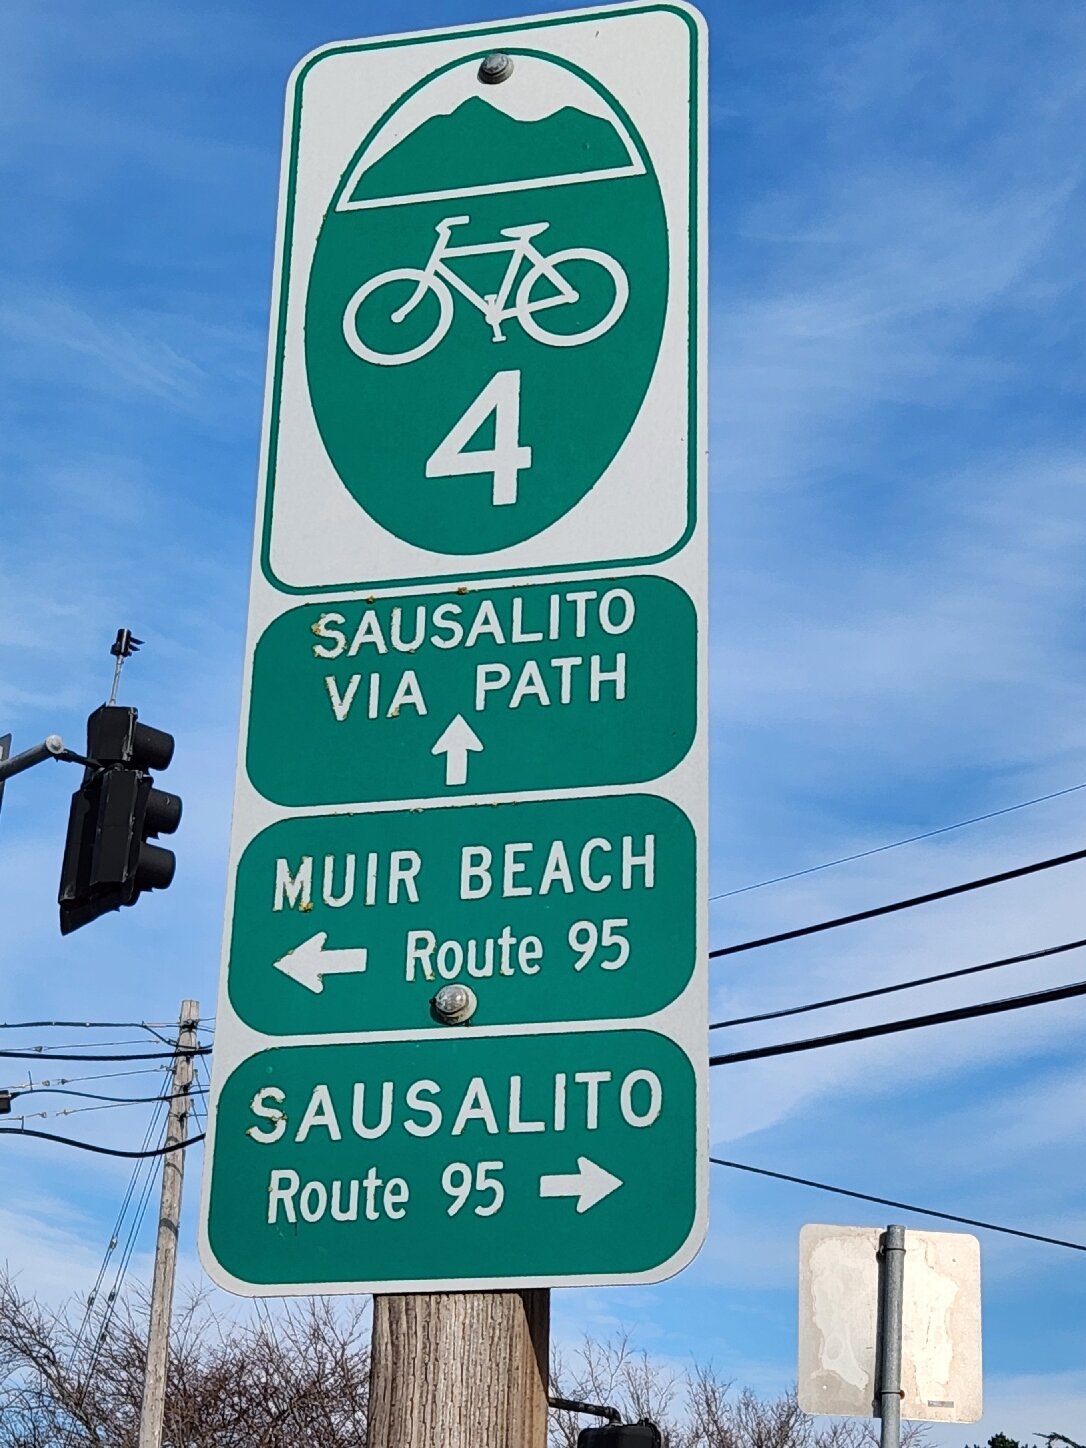 4
SAUSALITO
VIA PATH
MUIR BEACH
Route 95
SAUSALITO
Route 95